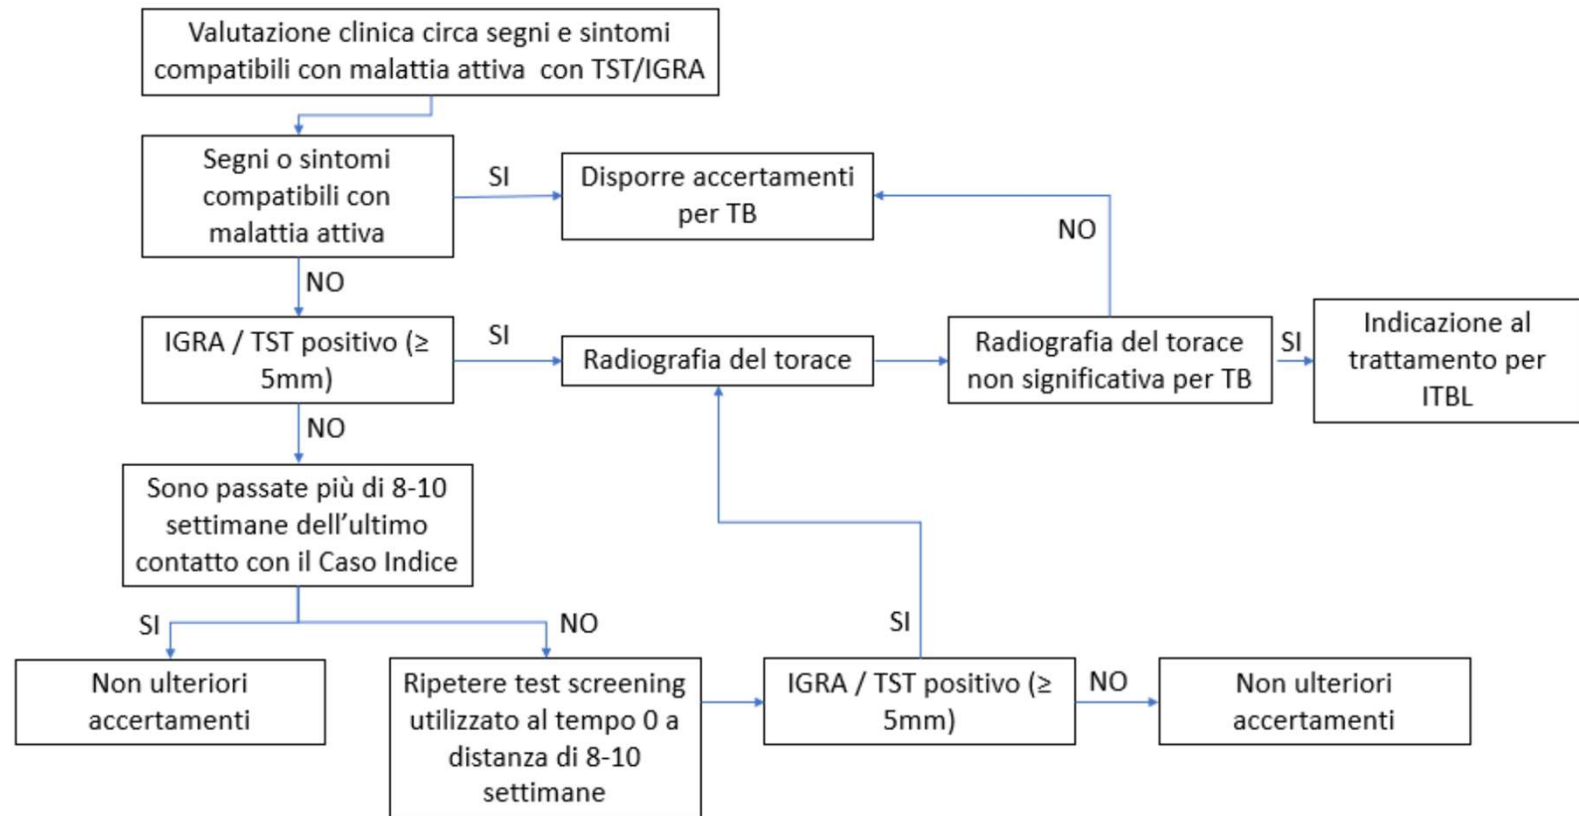 Valutazione clinica circa segni e sintomi
compatibili con malattia attiva con TST/IGRA
Segni o sintomi
compatibili con
malattia attiva
SI
Disporre accertamenti
per TB
NO
NO
IGRA / TST positivo (≥
5mm)
SI
Radiografia del torace
Radiografia del torace
non significativa per TB
SI
Indicazione al
trattamento per
ITBL
NO
Sono passate più di 8-10
settimane dell’ultimo
contatto con il Caso Indice
SI
NO
Non ulteriori
accertamenti
Ripetere test screening
utilizzato al tempo 0 a
distanza di 8-10
settimane
SI
IGRA / TST positivo (≥
5mm)
NO
Non ulteriori
accertamenti